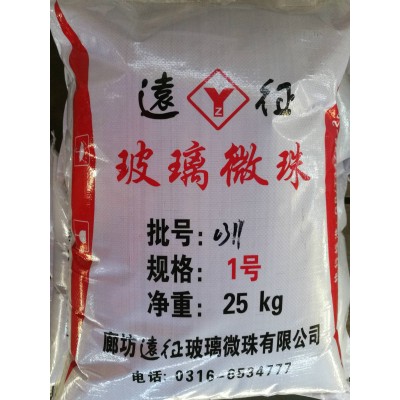 遠 YZ 征
玻璃微珠
批号:
规格: 1号
净重: 25 kg
廊坊遠征玻璃微珠有限公司
电话: 0316-6534777